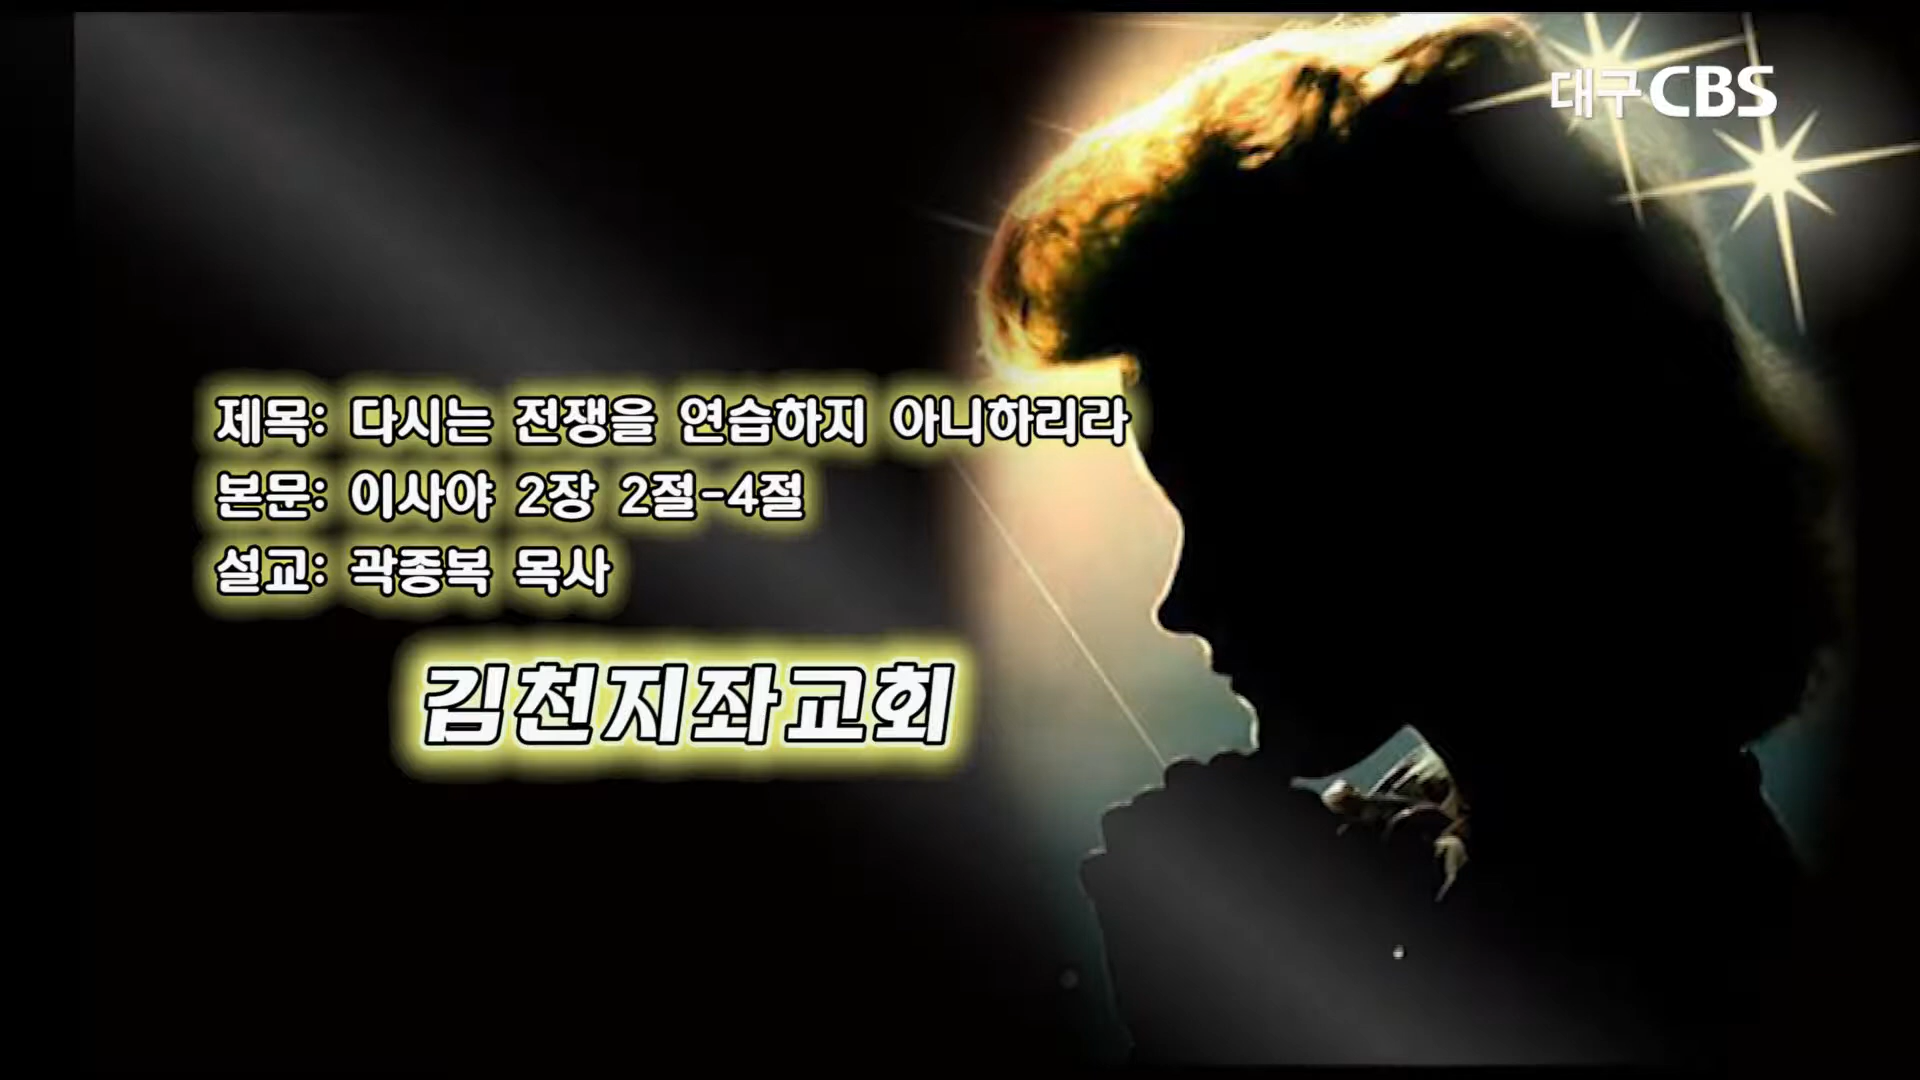 대구CBS
제목: 다시는 전쟁을 연습하지 아니하리라
본문: 이사야 2장 2절-4절
설교: 곽종복 목사
김천지좌교회